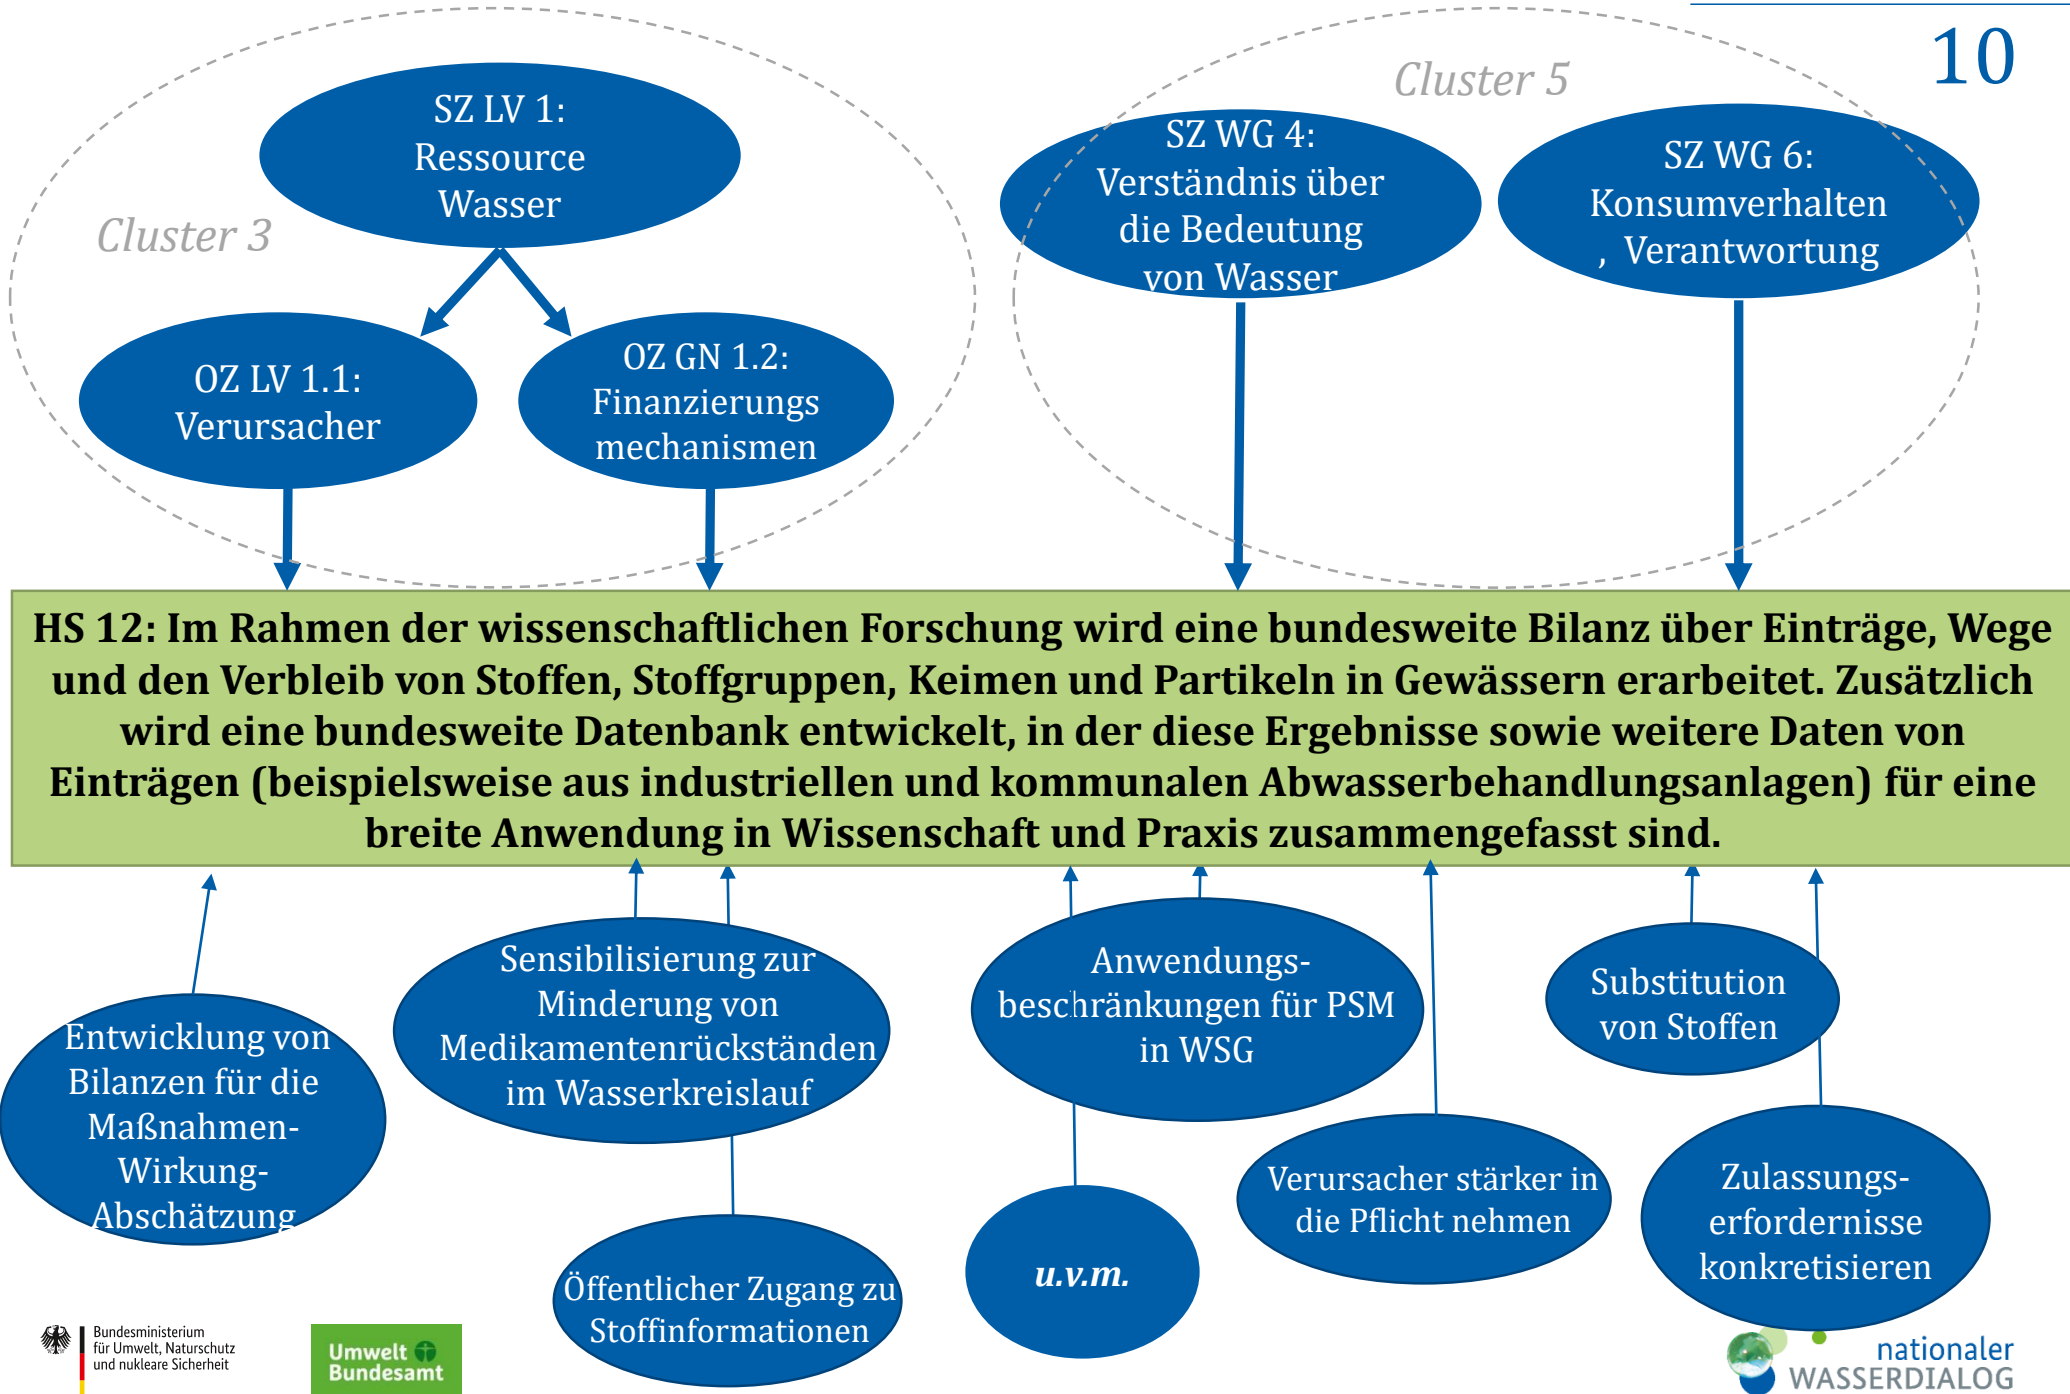 10
Cluster 3
SZ LV 1:
Ressource
Wasser
OZ LV 1.1:
Verursacher
OZ GN 1.2:
Finanzierungs
mechanismen
Cluster 5
SZ WG 4:
Verständnis über
die Bedeutung
von Wasser
SZ WG 6:
Konsumverhalten
, Verantwortung
HS 12: Im Rahmen der wissenschaftlichen Forschung wird eine bundesweite Bilanz über Einträge, Wege
und den Verbleib von Stoffen, Stoffgruppen, Keimen und Partikeln in Gewässern erarbeitet. Zusätzlich
wird eine bundesweite Datenbank entwickelt, in der diese Ergebnisse sowie weitere Daten von
Einträgen (beispielsweise aus industriellen und kommunalen Abwasserbehandlungsanlagen) für eine
breite Anwendung in Wissenschaft und Praxis zusammengefasst sind.
Entwicklung von
Bilanzen für die
Maßnahmen-
Wirkung-
Abschätzung
Sensibilisierung zur
Minderung von
Medikamentenrückständen
im Wasserkreislauf
Öffentlicher Zugang zu
Stoffinformationen
Anwendungs-
beschränkungen für PSM
in WSG
u.v.m.
Verursacher stärker in
die Pflicht nehmen
Substitution
von Stoffen
Zulassungs-
erfordernisse
konkretisieren
Bundesministerium
für Umwelt, Naturschutz
und nukleare Sicherheit
Umwelt
Bundesamt
nationaler
WASSERDIALOG